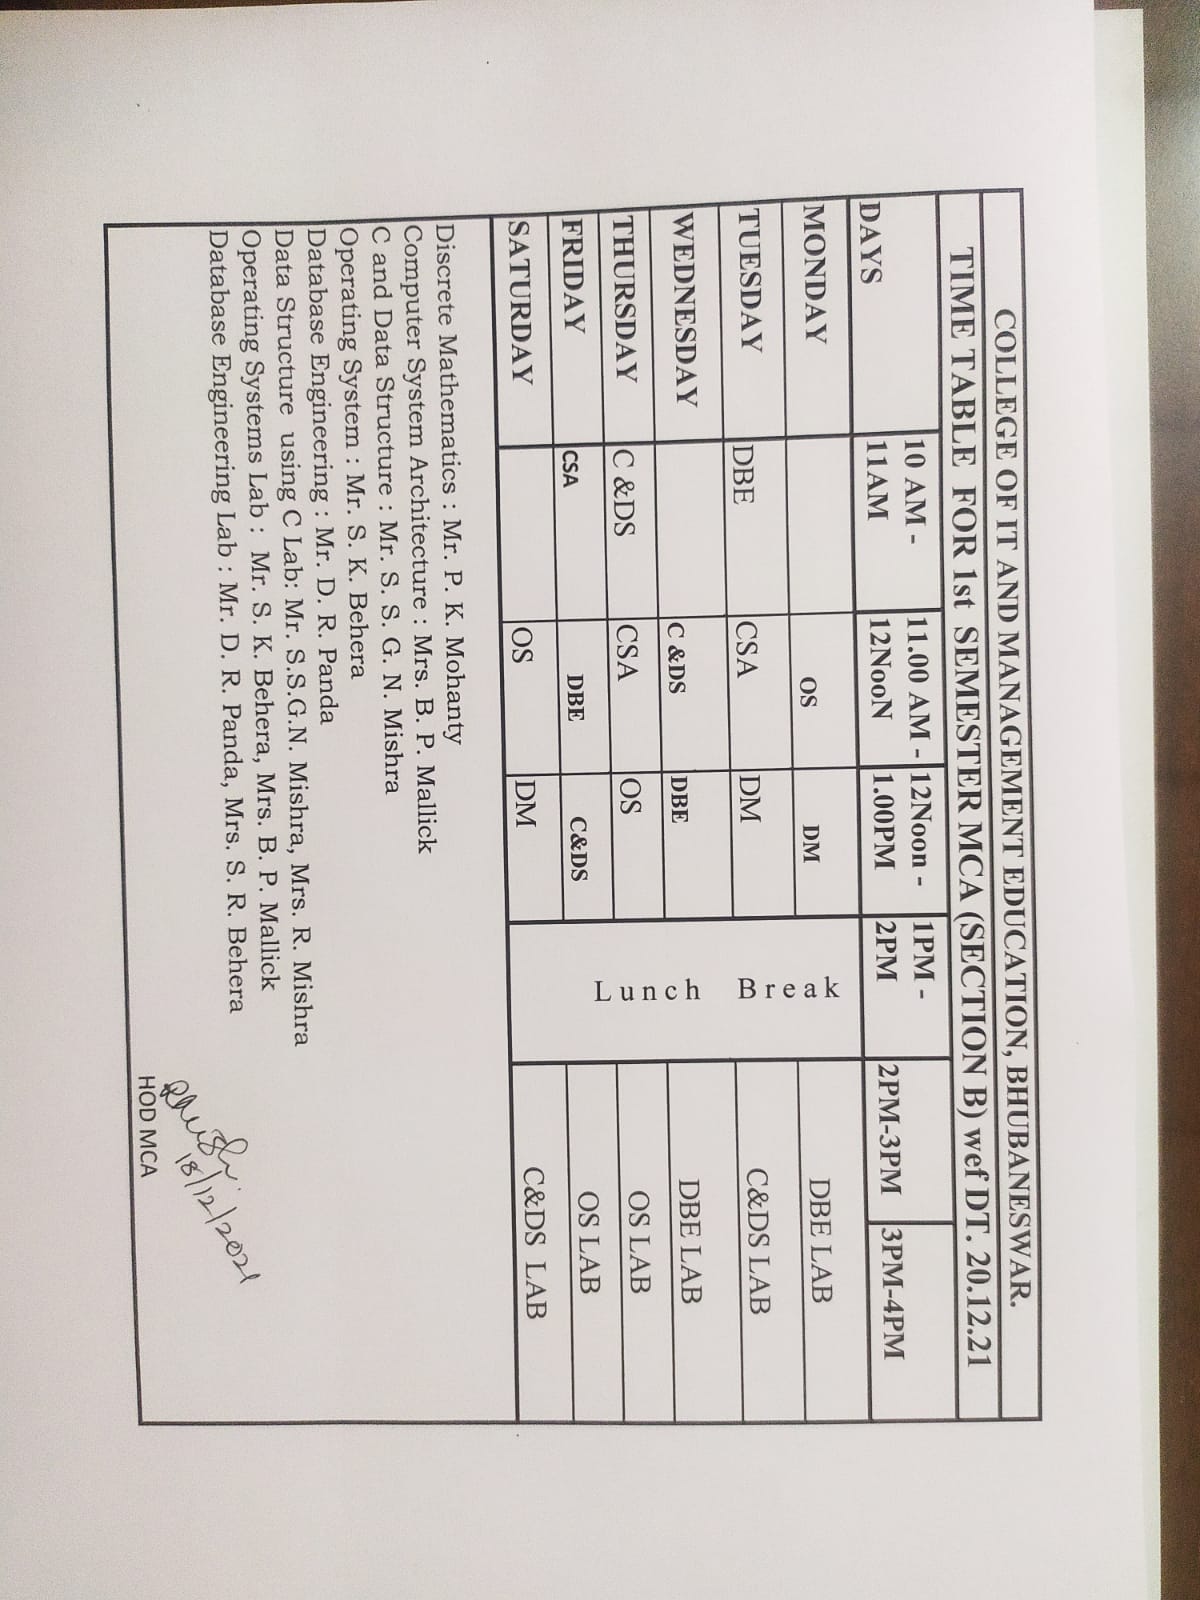 COLLEGE OF IT AND MANAGEMENT EDUCATION, BHUBANESWAR.
TIME TABLE FOR 1st SEMESTER MCA (SECTION B) wef DT. 20.12.21
DAYS 10 AM - 11AM 11.00 AM - 12NooN 12Noon - 1.00PM 1PM - 2PM 2PM-3PM 3PM-4PM
MONDAY OS DM Lunch Break DBE LAB
TUESDAY DBE CSA DM C&DS LAB
WEDNESDAY C &DS DBE DBE LAB
THURSDAY C &DS CSA OS OS LAB
FRIDAY CSA DBE C&DS OS LAB
SATURDAY OS DM C&DS LAB
Discrete Mathematics : Mr. P. K. Mohanty
Computer System Architecture : Mrs. B. P. Mallick
C and Data Structure : Mr. S. S. G. N. Mishra
Operating System : Mr. S. K. Behera
Database Engineering : Mr. D. R. Panda
Data Structure using C Lab: Mr. S.S.G.N. Mishra, Mrs. R. Mishra
Operating Systems Lab : Mr. S. K. Behera, Mrs. B. P. Mallick
Database Engineering Lab : Mr. D. R. Panda, Mrs. S. R. Behera
18/12/2021
HOD MCA